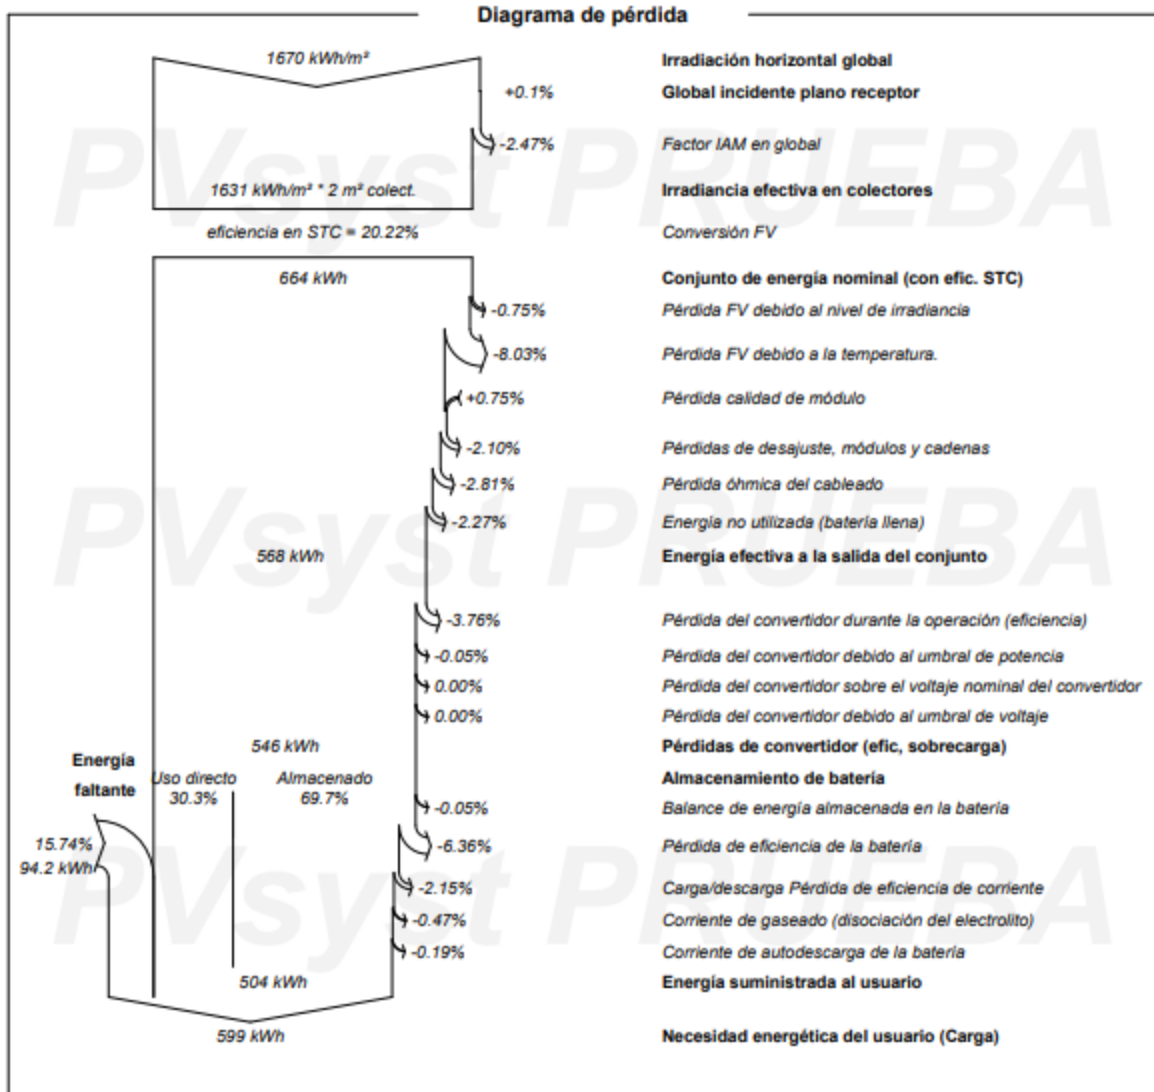 Diagrama de pérdida
1670 kWh/m² Irradiación horizontal global
+0.1% Global incidente plano receptor
-2.47% Factor IAM en global
1631 kWh/m² * 2 m² colect. Irradiancia efectiva en colectores
eficiencia en STC = 20.22% Conversión FV
664 kWh Conjunto de energía nominal (con efic. STC)
-0.75% Pérdida FV debido al nivel de irradiancia
-8.03% Pérdida FV debido a la temperatura.
+0.75% Pérdida calidad de módulo
-2.10% Pérdidas de desajuste, módulos y cadenas
-2.81% Pérdida óhmica del cableado
-2.27% Energía no utilizada (batería llena)
568 kWh Energía efectiva a la salida del conjunto
-3.76% Pérdida del convertidor durante la operación (eficiencia)
-0.05% Pérdida del convertidor debido al umbral de potencia
0.00% Pérdida del convertidor sobre el voltaje nominal del convertidor
0.00% Pérdida del convertidor debido al umbral de voltaje
546 kWh Pérdidas de convertidor (efic, sobrecarga)
Energía faltante
Uso directo Almacenado Almacenamiento de batería
30.3% 69.7%
-0.05% Balance de energía almacenada en la batería
15.74% -6.36% Pérdida de eficiencia de la batería
94.2 kWh
-2.15% Carga/descarga Pérdida de eficiencia de corriente
-0.47% Corriente de gaseado (disociación del electrolito)
-0.19% Corriente de autodescarga de la batería
504 kWh Energía suministrada al usuario
599 kWh Necesidad energética del usuario (Carga)
PVsyst PRUEBA
PVsyst PRUEBA
PVsyst PRUEBA